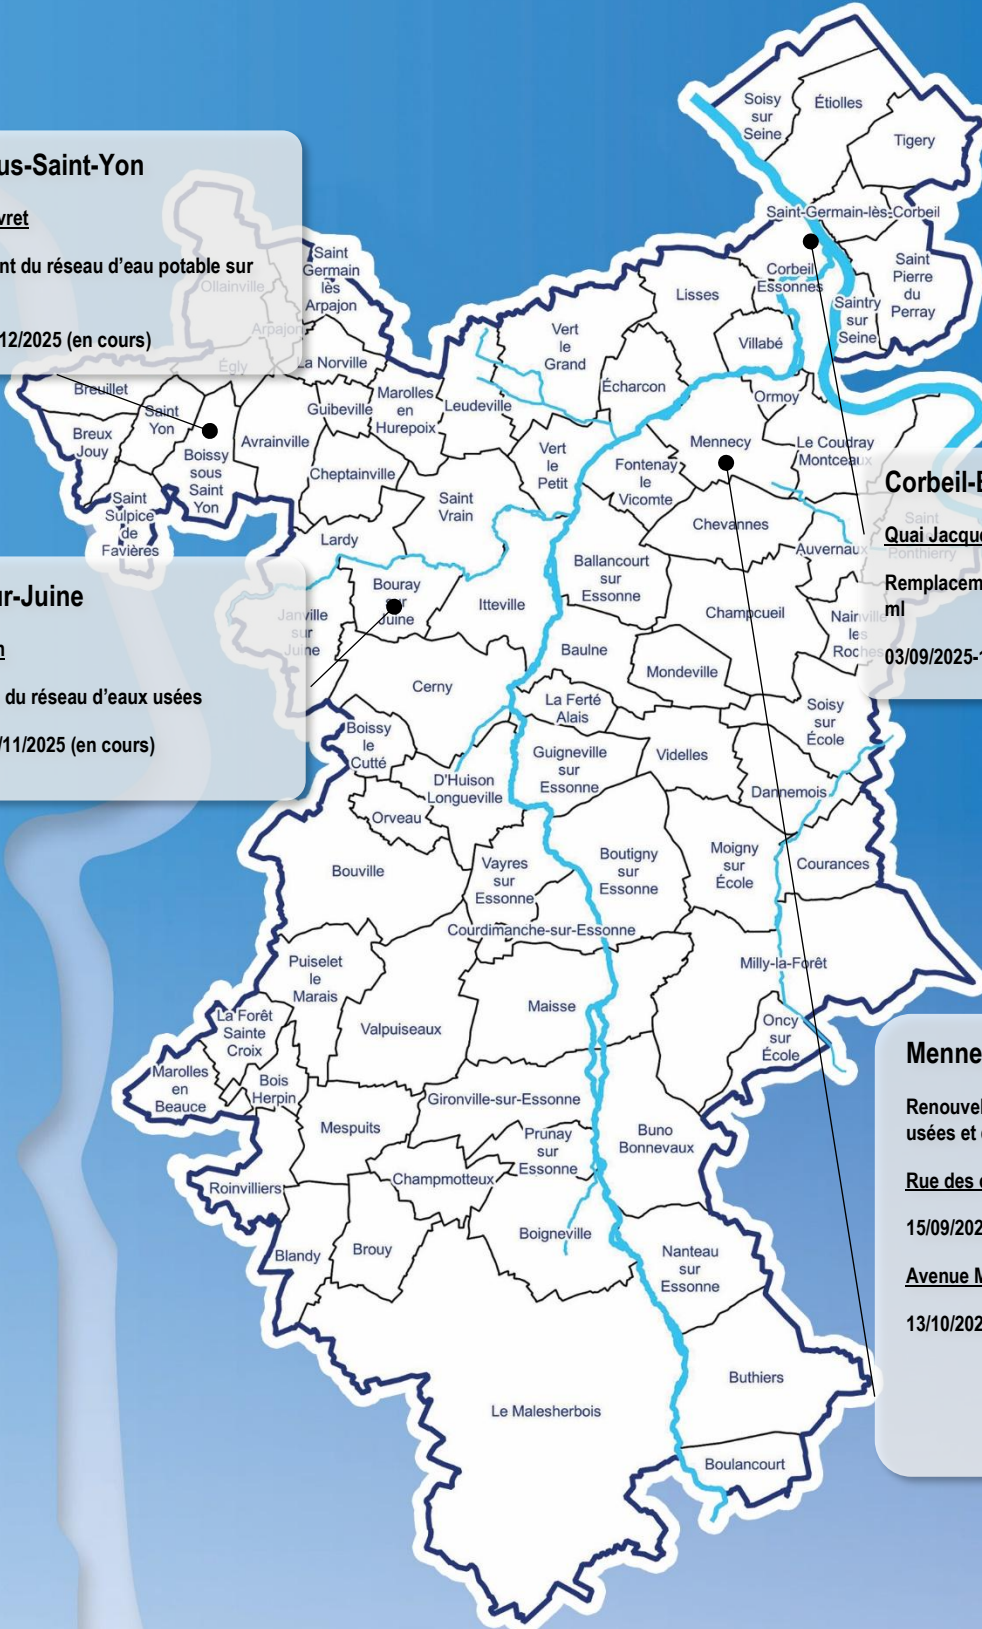 us-Saint-Yon
vret
nt du réseau d'eau potable sur
12/2025 (en cours)
Soisy
sur
Seine
Étiolles
Tigery
Saint-Germain-lès-Corbeil
Corbeil
Essonnes
Saint
Pierre
du
Perray
Saintry
sur
Seine
Lisses
Villabé
Ollainville
Saint
Germain
lès
Arpajon
Arpajon
Égly
La Norville
Vert
le
Grand
Écharcon
Ormoy
Breuillet
Saint
Yon
Breux
Jouy
Boissy
sous
Saint
Yon
Avrainville
Guibeville
Marolles
en
Hurepoix
Leudeville
Cheptainville
Vert
le
Petit
Fontenay
le
Vicomte
Mennecy
Le Coudray
Montceaux
Saint
Sulpice
de
Favières
Saint
Vrain
Chevannes
Auvernaux
Saint
Ponthierry
Lardy
Corbeil-E
Quai Jacque
Remplacem
ml
03/09/2025-1
ur-Juine
n
du réseau d'eaux usées
/11/2025 (en cours)
Janville
sur
Juine
Bouray
sur
Juine
Itteville
Ballancourt
sur
Essonne
Champcueil
Nainville
les
Roches
Baulne
Mondeville
Cerny
La Ferté
Alais
Soisy
sur
École
Boissy
le
Cutté
Guigneville
sur
Essonne
Videlles
D'Huison
Longueville
Dannemois
Orveau
Bouville
Vayres
sur
Essonne
Boutigny
sur
Essonne
Moigny
sur
École
Courances
Courdimanche-sur-Essonne
Puiselet
le
Marais
Milly-la-Forêt
Maisse
Valpuiseaux
La Forêt
Sainte
Croix
Oncy
sur
École
Marolles
en
Beauce
Bois
Herpin
Gironville-sur-Essonne
Mespuits
Prunay
sur
Essonne
Buno
Bonnevaux
Champmotteux
Roinvilliers
Boigneville
Blandy
Brouy
Nanteau
sur
Essonne
Menne
Renouvel
usées et
Rue des
15/09/202
Avenue M
13/10/202
Buthiers
Le Malesherbois
Boulancourt